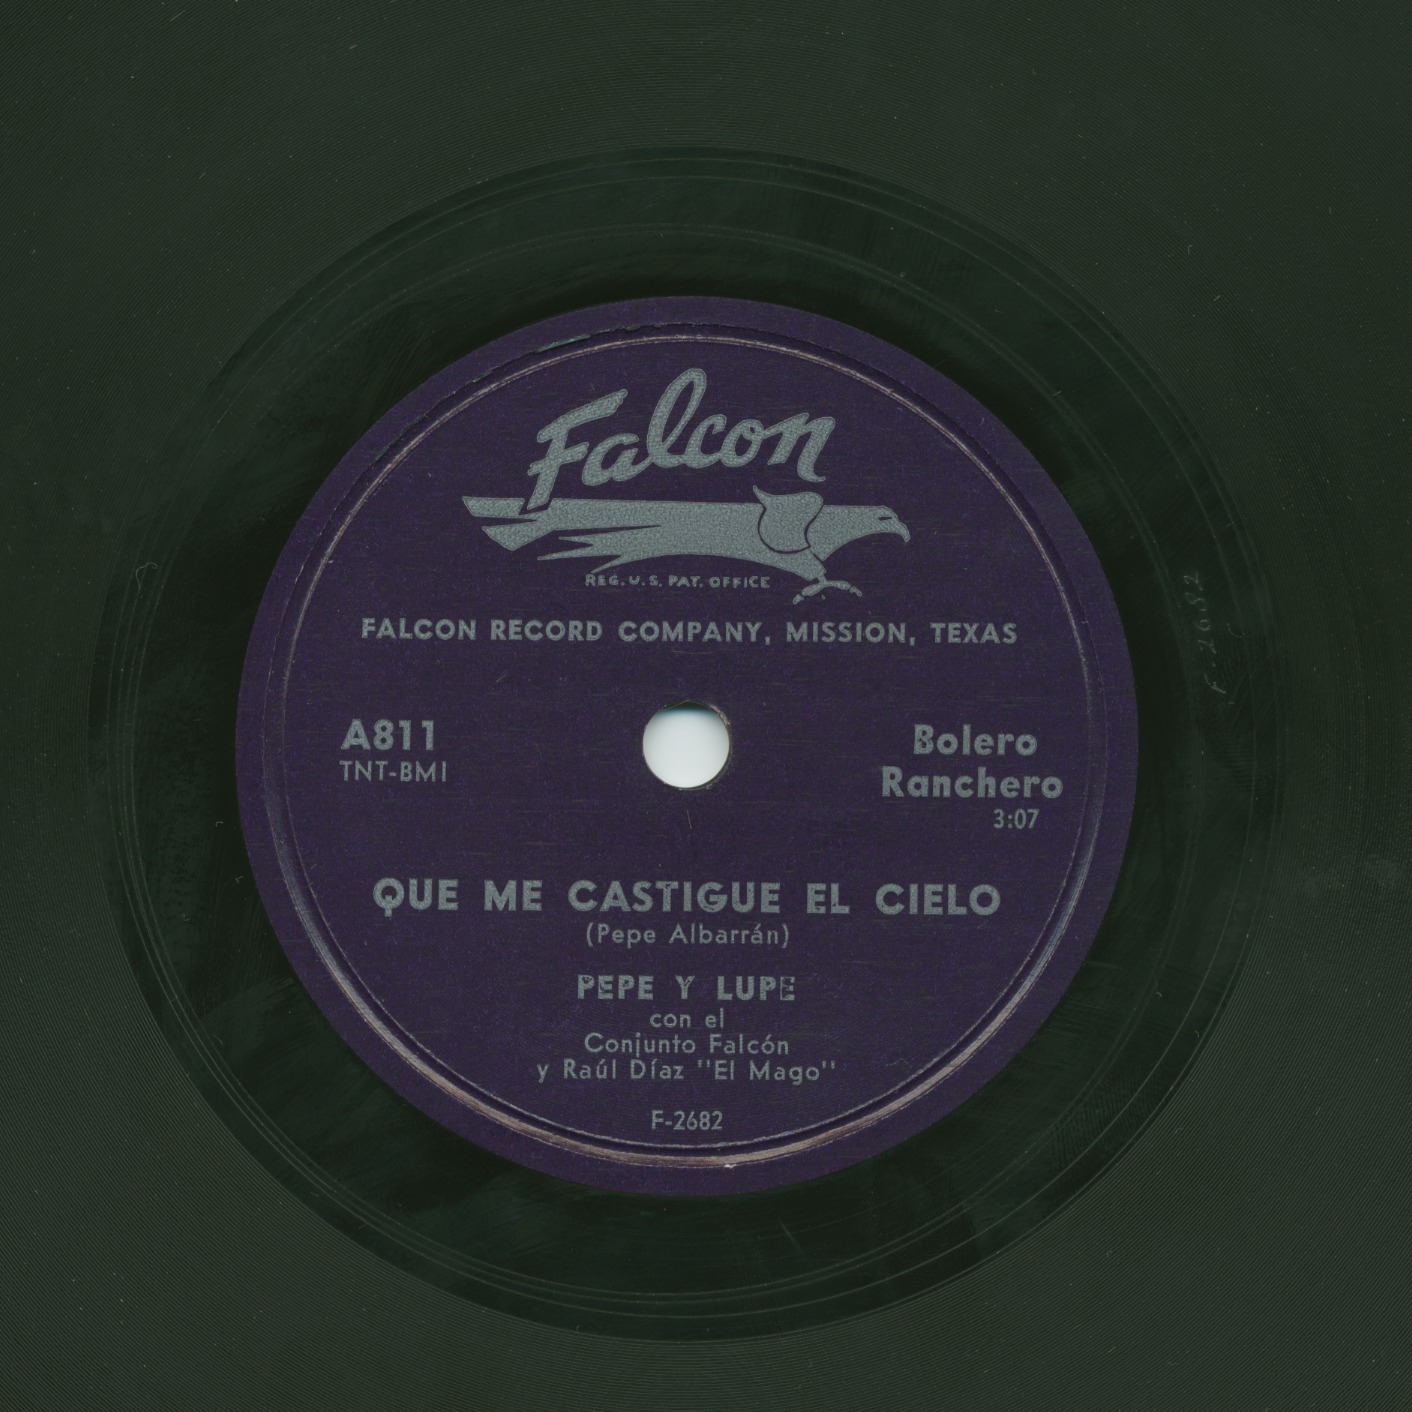 Falcon
REG. U.S. PAT. OFFICE
FALCON RECORD COMPANY, MISSION, TEXAS
A811
TNT-BMI
Bolero
Ranchero
3:07
QUE ME CASTIGUE EL CIELO
(Pepe Albarrán)
PEPE Y LUPE
con el
Conjunto Falcón
y Raúl Díaz "El Mago"
F-2682
F-2682